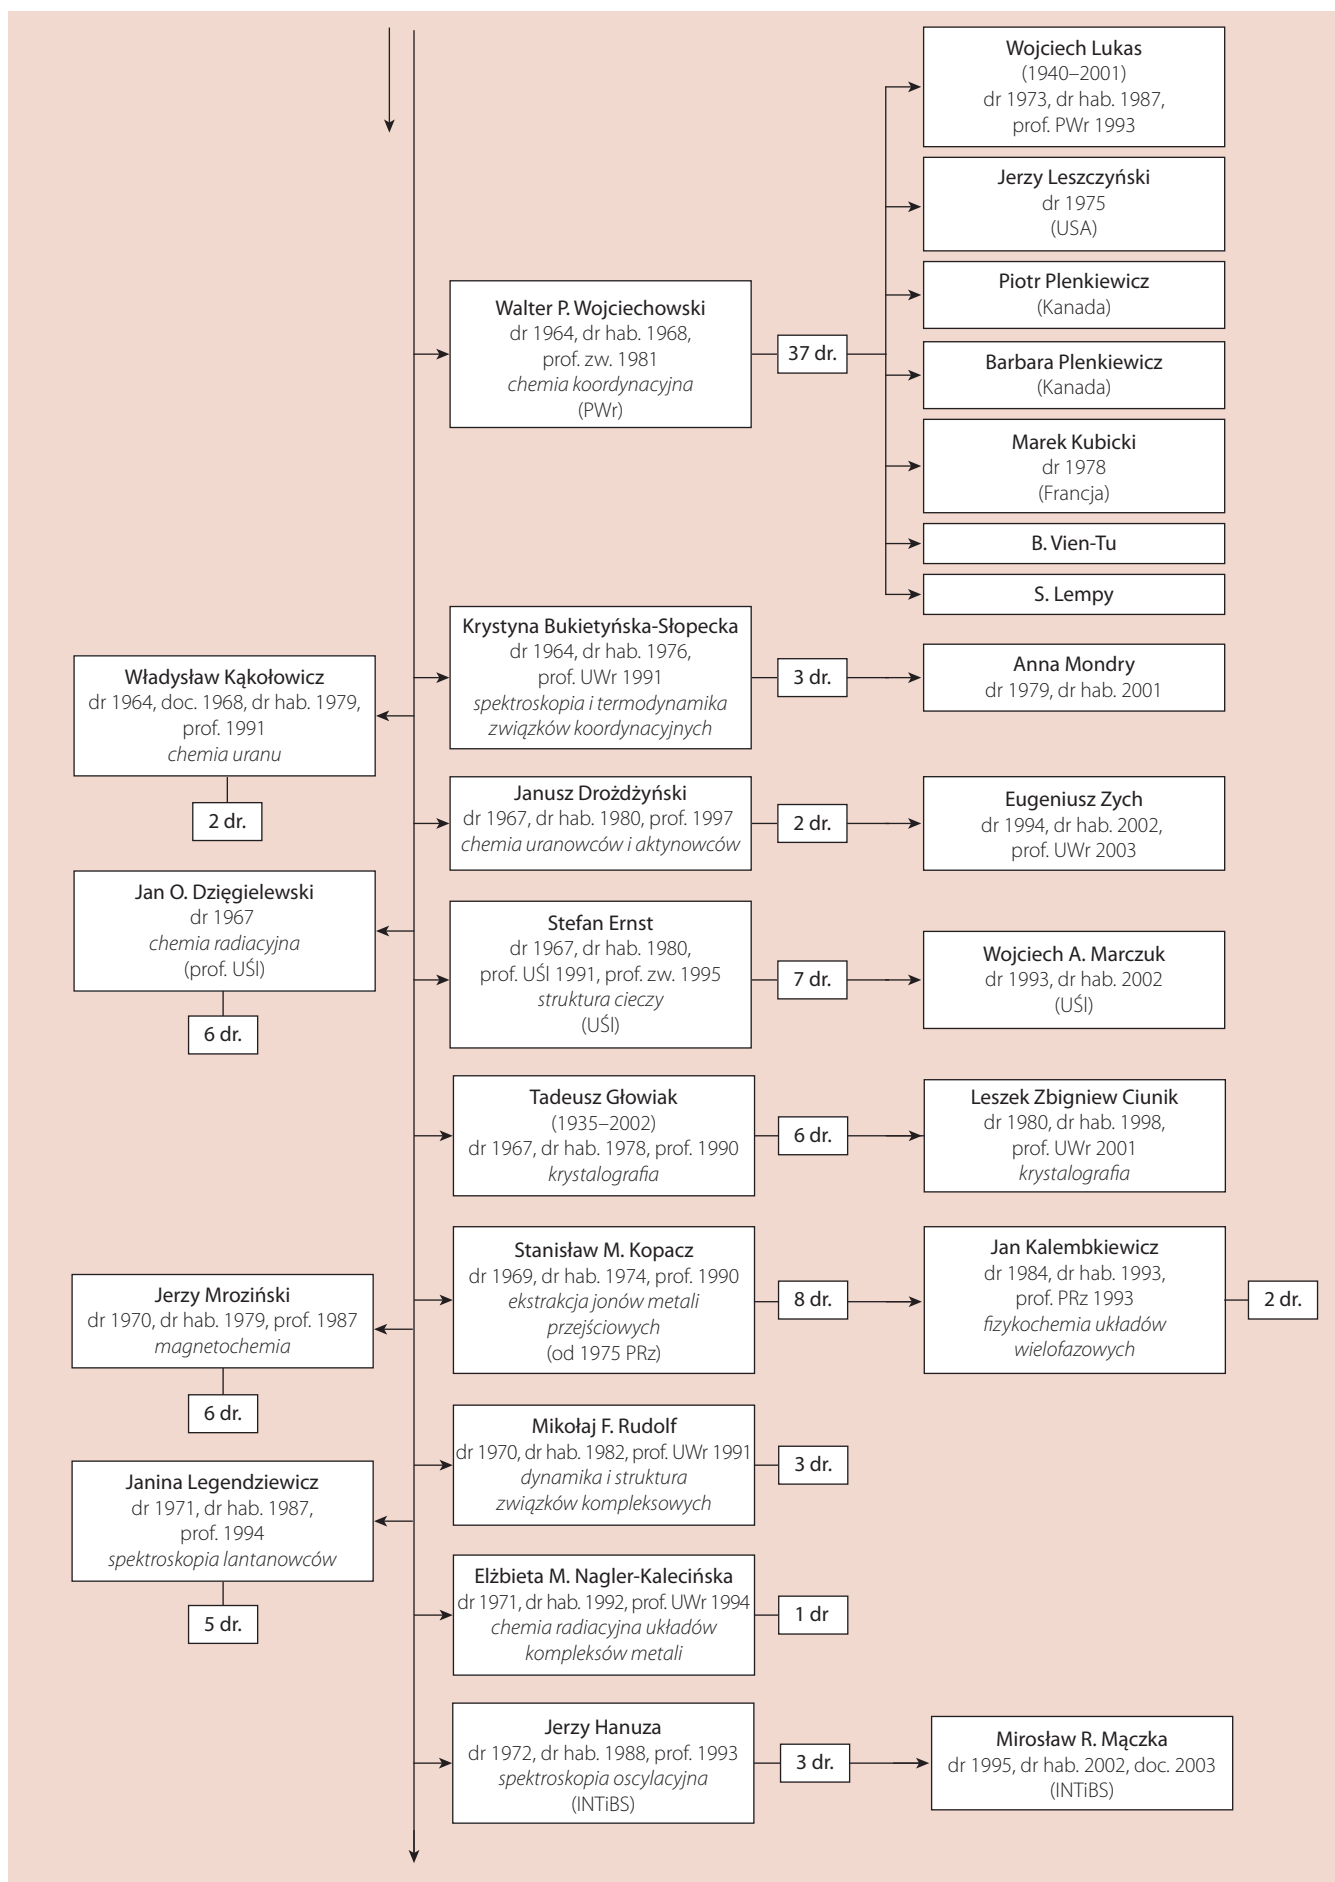 Wojciech Lukas
(1940–2001)
dr 1973, dr hab. 1987,
prof. PWr 1993
Jerzy Leszczyński
dr 1975
(USA)
Piotr Plenkiewicz
(Kanada)
Walter P. Wojciechowski
dr 1964, dr hab. 1968,
prof. zw. 1981
chemia koordynacyjna
(PWr)
37 dr.
Barbara Plenkiewicz
(Kanada)
Marek Kubicki
dr 1978
(Francja)
B. Vien-Tu
S. Lempy
Krystyna Bukietyńska-Słopecka
dr 1964, dr hab. 1976,
prof. UWr 1991
spektroskopia i termodynamika
związków koordynacyjnych
3 dr.
Anna Mondry
dr 1979, dr hab. 2001
Władysław Kąkołowicz
dr 1964, doc. 1968, dr hab. 1979,
prof. 1991
chemia uranu
2 dr.
Janusz Drożdżyński
dr 1967, dr hab. 1980, prof. 1997
chemia uranowców i aktynowców
2 dr.
Eugeniusz Zych
dr 1994, dr hab. 2002,
prof. UWr 2003
Jan O. Dzięgielewski
dr 1967
chemia radiacyjna
(prof. UŚl)
6 dr.
Stefan Ernst
dr 1967, dr hab. 1980,
prof. UŚl 1991, prof. zw. 1995
struktura cieczy
(UŚl)
7 dr.
Wojciech A. Marczuk
dr 1993, dr hab. 2002
(UŚl)
Tadeusz Głowiak
(1935–2002)
dr 1967, dr hab. 1978, prof. 1990
krystalografia
6 dr.
Leszek Zbigniew Ciunik
dr 1980, dr hab. 1998,
prof. UWr 2001
krystalografia
Stanisław M. Kopacz
dr 1969, dr hab. 1974, prof. 1990
ekstrakcja jonów metali
przejściowych
(od 1975 PRz)
8 dr.
Jan Kalembkiewicz
dr 1984, dr hab. 1993,
prof. PRz 1993
fizykochemia układów
wielofazowych
2 dr.
Jerzy Mroziński
dr 1970, dr hab. 1979, prof. 1987
magnetochemia
6 dr.
Mikołaj F. Rudolf
dr 1970, dr hab. 1982, prof. UWr 1991
dynamika i struktura
związków kompleksowych
3 dr.
Janina Legendziewicz
dr 1971, dr hab. 1987,
prof. 1994
spektroskopia lantanowców
5 dr.
Elżbieta M. Nagler-Kalecińska
dr 1971, dr hab. 1992, prof. UWr 1994
chemia radiacyjna układów
kompleksów metali
1 dr
Jerzy Hanuza
dr 1972, dr hab. 1988, prof. 1993
spektroskopia oscylacyjna
(INTiBS)
3 dr.
Mirosław R. Mączka
dr 1995, dr hab. 2002, doc. 2003
(INTiBS)